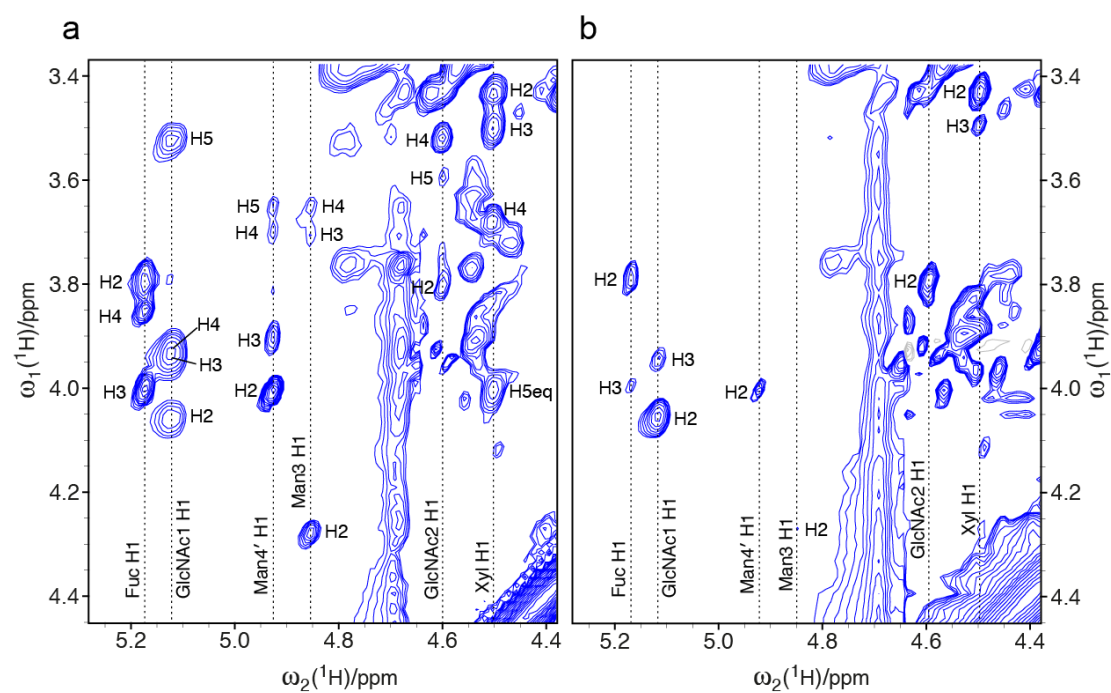 a
b
3.4
3.6
3.8
4.0
4.2
4.4
ω1(1H)/ppm
H5
H2
H4
H4
H3
H3
H2
H5
H4
H3
H2
H4
H3
H2
H4
H5
H2
H2
H3
H4
H5eq
Fuc H1
GlcNAc1 H1
Man4′ H1
Man3 H1
GlcNAc2 H1
Xyl H1
5.2
5.0
4.8
4.6
4.4
ω2(1H)/ppm
H2
H3
H2
H2
H3
H3
H2
H2
H2
Fuc H1
GlcNAc1 H1
Man4′ H1
Man3 H1
GlcNAc2 H1
Xyl H1
3.4
3.6
3.8
4.0
4.2
4.4
ω1(1H)/ppm
5.2
5.0
4.8
4.6
4.4
ω2(1H)/ppm